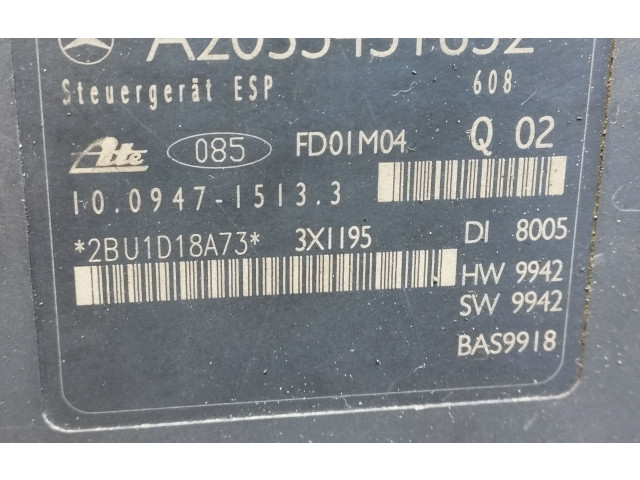 Steuergerät ESP 608
Ate 085 FD01M04 Q 02
10.0947-1513.3
*2BU1D18A73* 3X1195 DI 8005
HW 9942
SW 9942
BAS9918